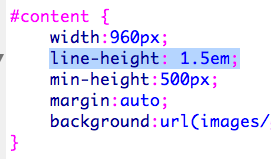 #content {
width:960px;
line-height: 1.5em;
min-height:500px;
margin:auto;
background:url(images/
}